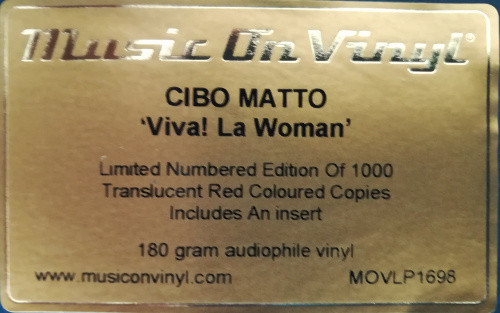 Music On Vinyl®
CIBO MATTO
'Viva! La Woman'
Limited Numbered Edition Of 1000
Translucent Red Coloured Copies
Includes An insert
180 gram audiophile vinyl
www.musiconvinyl.com MOVLP1698